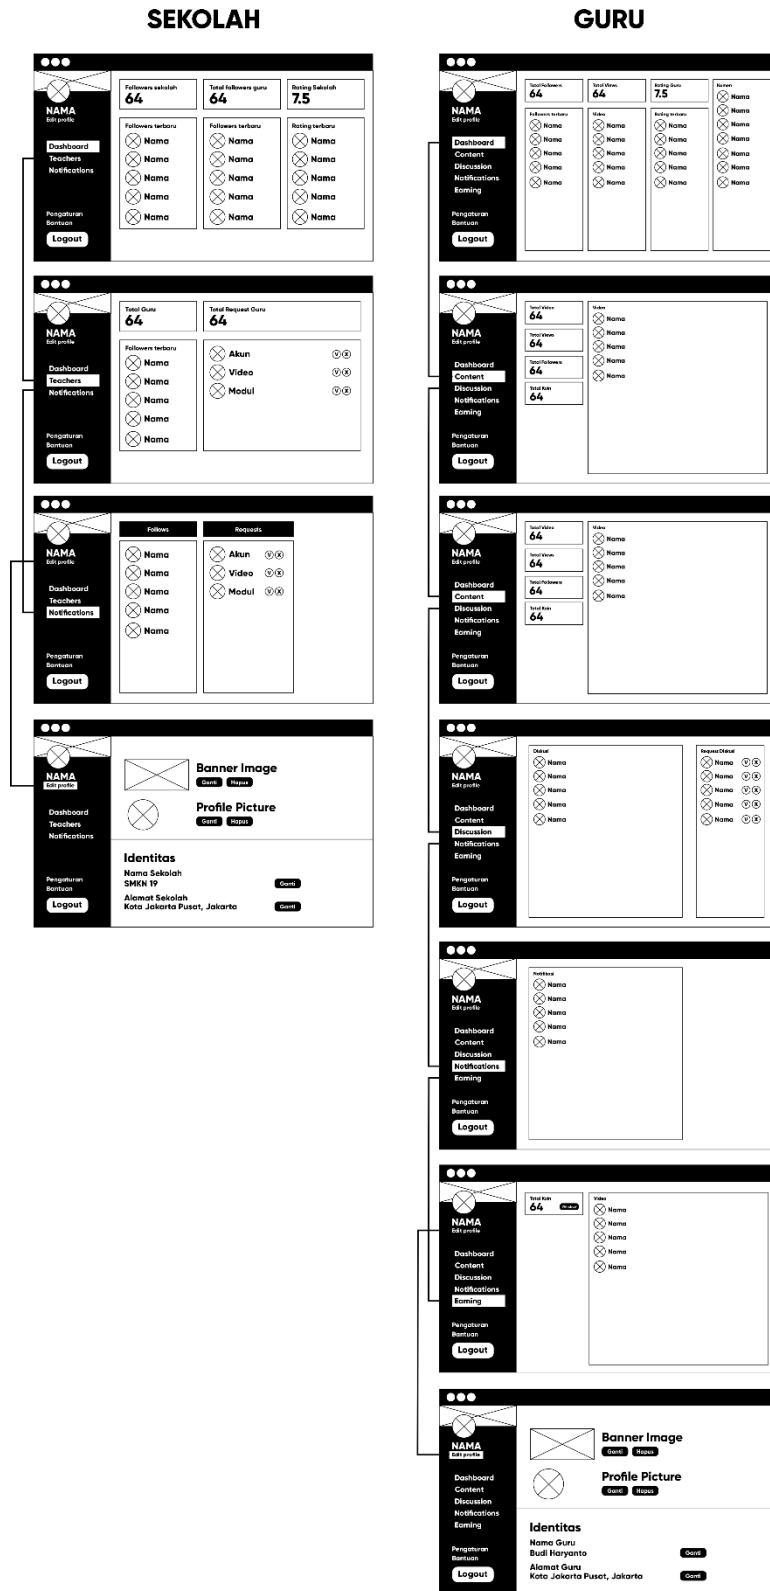 SEKOLAH
Followers sekolah
64
Total followers guru
64
Rating Sekolah
7.5
NAMA
Edit profile
Dashboard
Teachers
Notifications
Pengaturan
Bantuan
Logout
Followers terbaru
Nama
Nama
Nama
Nama
Nama
Followers terbaru
Nama
Nama
Nama
Nama
Nama
Rating terbaru
Nama
Nama
Nama
Nama
Nama
NAMA
Edit profile
Dashboard
Teachers
Notifications
Pengaturan
Bantuan
Logout
Total Guru
64
Total Request Guru
64
Followers terbaru
Nama
Nama
Nama
Nama
Nama
Akun V X
Video V X
Modul V X
NAMA
Edit profile
Dashboard
Teachers
Notifications
Pengaturan
Bantuan
Logout
Follows
Nama
Nama
Nama
Nama
Nama
Requests
Akun V X
Video V X
Modul V X
NAMA
Edit profile
Dashboard
Teachers
Notifications
Pengaturan
Bantuan
Logout
Banner Image
Ganti Hapus
Profile Picture
Ganti Hapus
Identitas
Nama Sekolah
SMKN 19 Ganti
Alamat Sekolah
Kota Jakarta Pusat, Jakarta Ganti
GURU
NAMA
Edit profile
Dashboard
Content
Discussion
Notifications
Earning
Pengaturan
Bantuan
Logout
Total Followers
64
Total Views
64
Rating Guru
7.5
Followers terbaru
Nama
Nama
Nama
Nama
Nama
Video
Nama
Nama
Nama
Nama
Nama
Rating terbaru
Nama
Nama
Nama
Nama
Nama
Nama
Nama
Nama
Nama
Nama
Nama
Nama
NAMA
Edit profile
Dashboard
Content
Discussion
Notifications
Earning
Pengaturan
Bantuan
Logout
Total Video
64
Total Views
64
Total Followers
64
Total Koin
64
Video
Nama
Nama
Nama
Nama
Nama
NAMA
Edit profile
Dashboard
Content
Discussion
Notifications
Earning
Pengaturan
Bantuan
Logout
Total Video
64
Total Views
64
Total Followers
64
Total Koin
64
Video
Nama
Nama
Nama
Nama
Nama
NAMA
Edit profile
Dashboard
Content
Discussion
Notifications
Earning
Pengaturan
Bantuan
Logout
Diskusi
Nama
Nama
Nama
Nama
Nama
Request Diskusi
Nama V X
Nama V X
Nama V X
Nama V X
Nama V X
NAMA
Edit profile
Dashboard
Content
Discussion
Notifications
Earning
Pengaturan
Bantuan
Logout
Nama
Nama
Nama
Nama
Nama
NAMA
Edit profile
Dashboard
Content
Discussion
Notifications
Earning
Pengaturan
Bantuan
Logout
Total Koin
64
Video
Nama
Nama
Nama
Nama
Nama
NAMA
Edit profile
Dashboard
Content
Discussion
Notifications
Earning
Pengaturan
Bantuan
Logout
Banner Image
Ganti Hapus
Profile Picture
Ganti Hapus
Identitas
Nama Guru
Budi Haryanto Ganti
Alamat Guru
Kota Jakarta Pusat, Jakarta Ganti